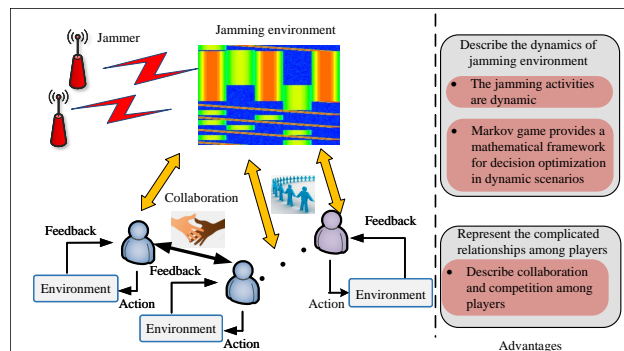 Jammer
Jamming environment
Collaboration
Feedback
Feedback
Feedback
Environment
Action
Environment
Action
Action
Environment
Describe the dynamics of
jamming environment
• The jamming activities
are dynamic
• Markov game provides a
mathematical framework
for decision optimization
in dynamic scenarios
Represent the complicated
relationships among players
• Describe collaboration
and competition among
players
Advantages